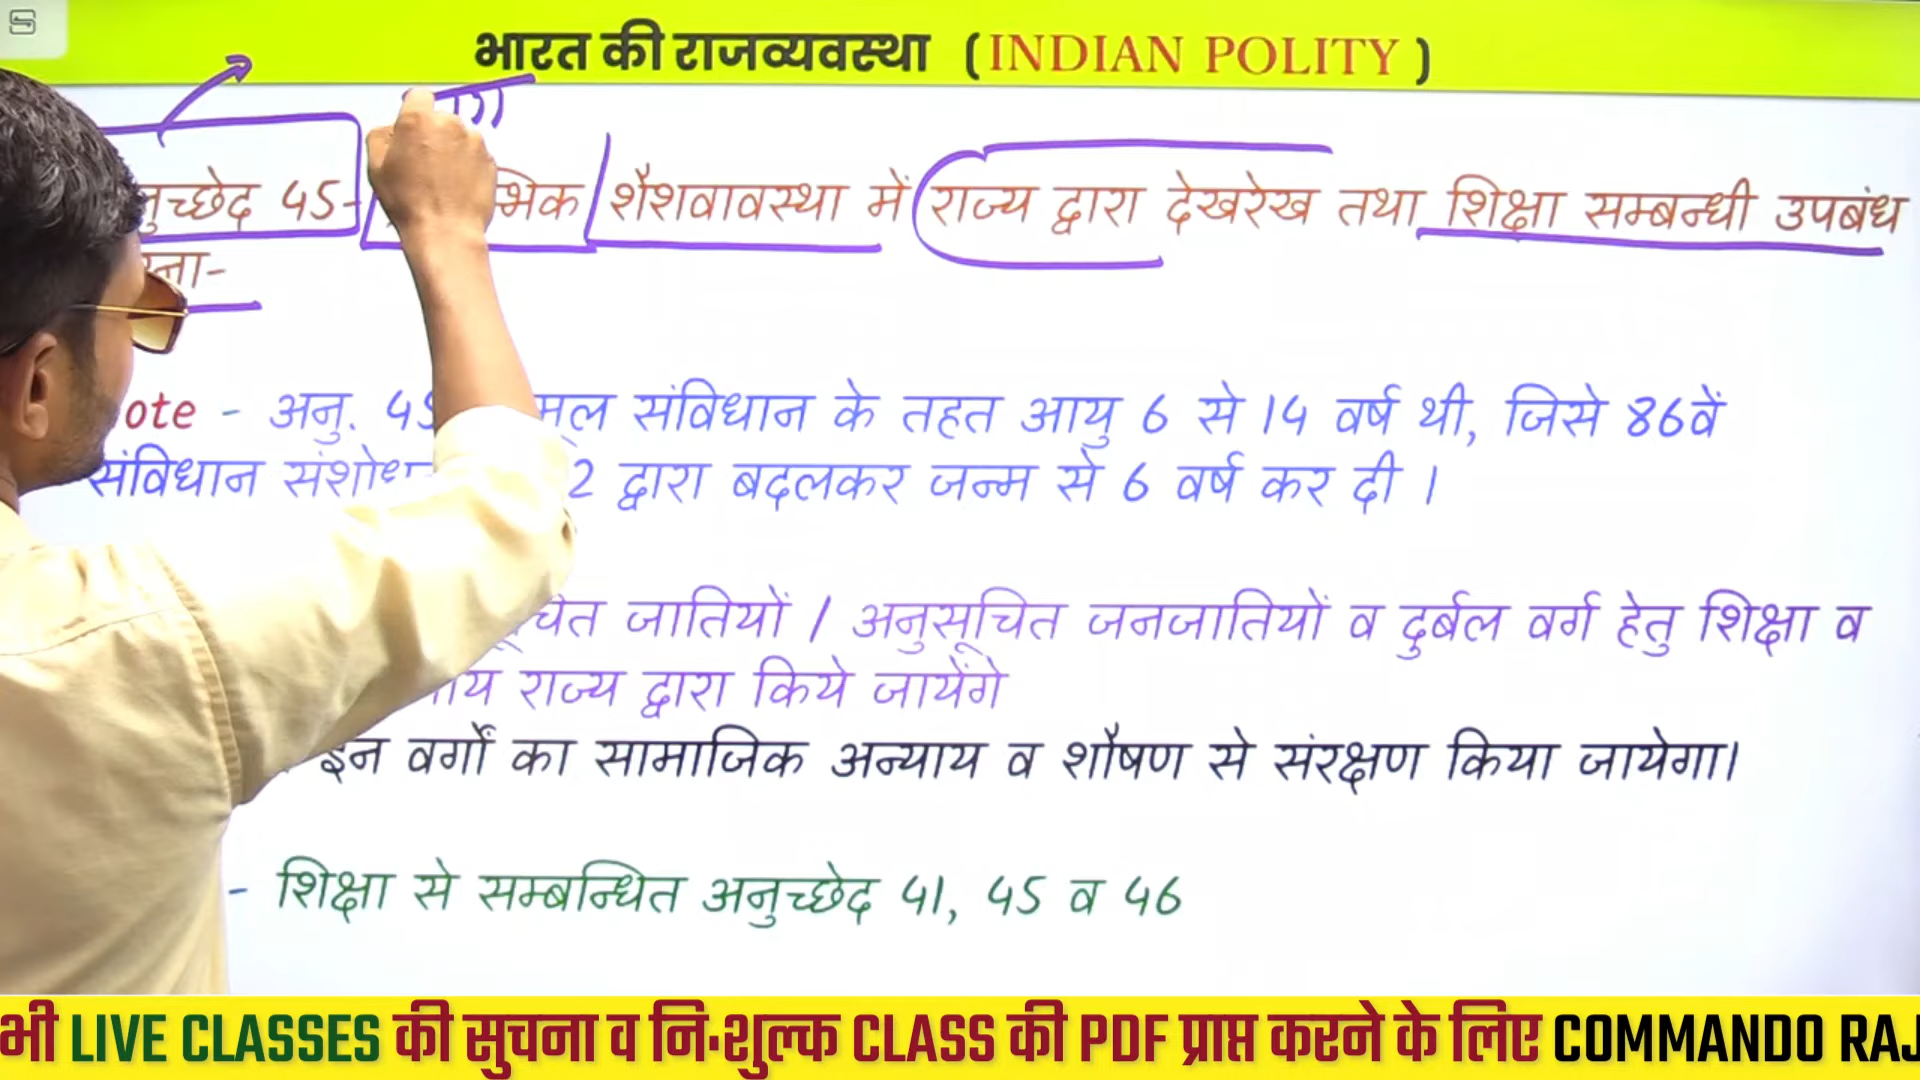 भारत की राजव्यवस्था (INDIAN POLITY)
45- शैशवावस्था में राज्य द्वारा देखरेख तथा शिक्षा सम्बन्धी उपबंध
Note - अनु. 45 मूल संविधान के तहत आयु 6 से 14 वर्ष थी, जिसे 86वें
संविधान 2 द्वारा बदलकर जन्म से 6 वर्ष कर दी ।
जातियों / अनुसूचित जनजातियों व दुर्बल वर्ग हेतु शिक्षा व
राज्य द्वारा किये जायेंगे
इन वर्गों का सामाजिक अन्याय व शौषण से संरक्षण किया जायेगा।
- शिक्षा से सम्बन्धित अनुच्छेद 41, 45 व 46
भी LIVE CLASSES की सुचना व निःशुल्क CLASS की PDF प्राप्त करने के लिए COMMANDO RAJ